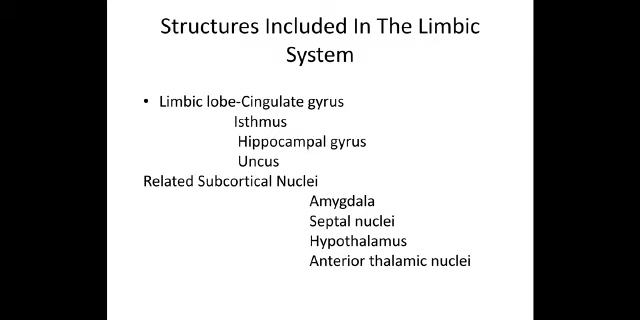 Structures Included In The Limbic
System
• Limbic lobe-Cingulate gyrus
Isthmus
Hippocampal gyrus
Uncus
Related Subcortical Nuclei
Amygdala
Septal nuclei
Hypothalamus
Anterior thalamic nuclei